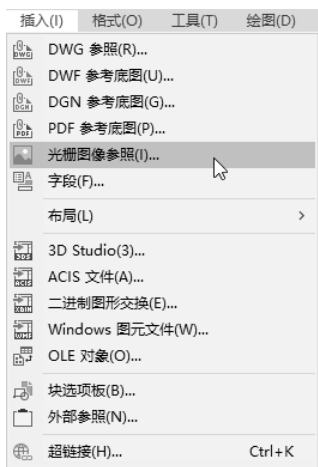 插入(I) 格式(O) 工具(T) 绘图(D)
DWG 参照(R)...
DWF 参考底图(U)...
DGN 参考底图(G)...
PDF 参考底图(P)...
光栅图像参照(I)...
字段(F)...
布局(L) >
3D Studio(3)...
ACIS 文件(A)...
二进制图形交换(E)...
Windows 图元文件(W)...
OLE 对象(O)...
块选项板(B)...
外部参照(N)...
超链接(H)... Ctrl+K